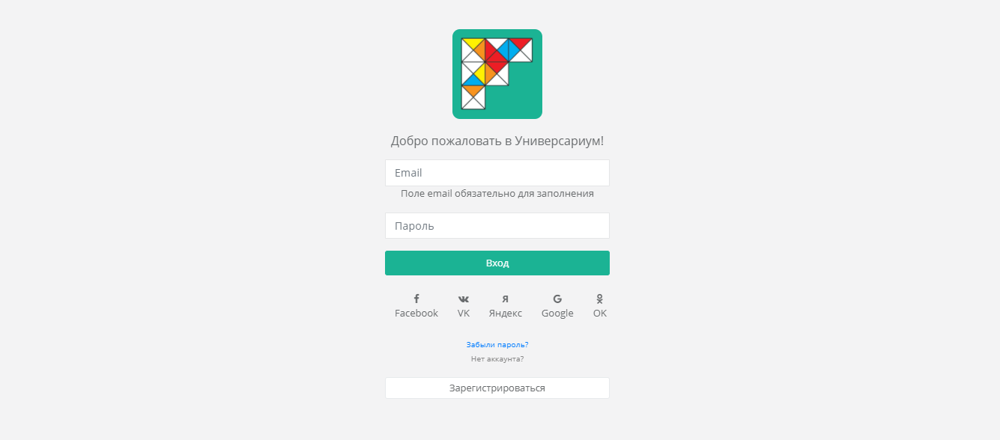 Добро пожаловать в Универсариум!
Email
Поле email обязательно для заполнения
Пароль
Вход
Facebook VK Яндекс Google OK
Забыли пароль?
Нет аккаунта?
Зарегистрироваться